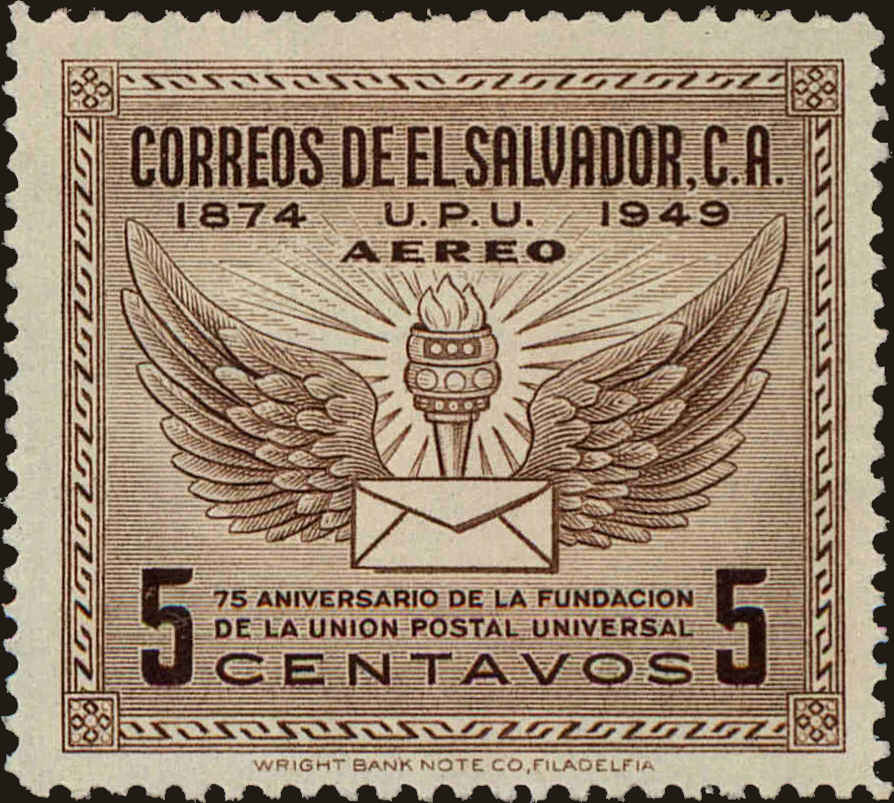 CORREOS DE EL SALVADOR, C.A.
1874 U.P.U. 1949
AEREO
75 ANIVERSARIO DE LA FUNDACION
DE LA UNION POSTAL UNIVERSAL
5 CENTAVOS 5
WRIGHT BANK NOTE CO, FILADELFIA